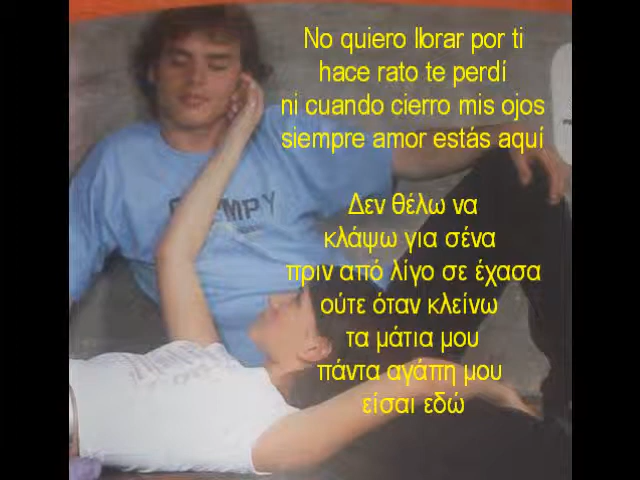 No quiero llorar por ti
hace rato te perdí
ni cuando cierro mis ojos
siempre amor estás aquí
Δεν θέλω να
κλάψω για σένα
πριν από λίγο σε έχασα
ούτε όταν κλείνω
τα μάτια μου
πάντα αγάπη μου
είσαι εδώ